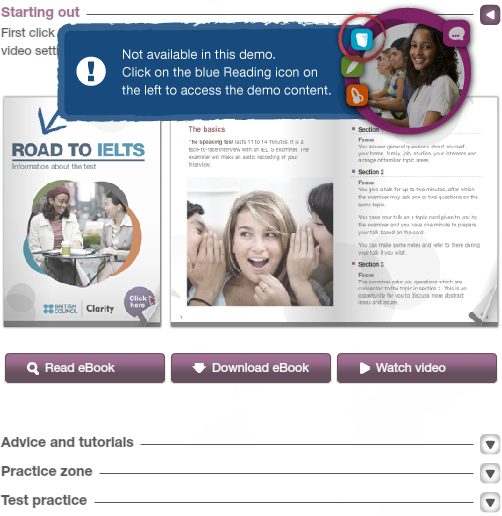 Starting out
First click
video setti
Not available in this demo.
Click on the blue Reading icon on
the left to access the demo content.
ROAD TO IELTS
Information about the test
BRITISH
COUNCIL
Clarity
Click
here
The basics
The speaking test lasts 11 to 14 minutes. It is a
face-to-face interview with an IELTS examiner. The
examiner will make an audio recording of your
interview.
Section
Focus
You answer general questions about yourself,
your home, family, job, studies, your interests and
a range of familiar topic areas.
Section 2
Focus
You give a talk for up to two minutes, after which
the examiner may ask one or two questions on the
same topic.
You base your talk on a topic card given to you by
the examiner and you have one minute to prepare
your talk based on the card.
You can make some notes and refer to them during
your talk if you wish.
Section 3
Focus
The examiner asks you questions which are
connected to the topic in section 2. This is an
opportunity for you to discuss more abstract
ideas and issues.
Read eBook
Download eBook
Watch video
Advice and tutorials
Practice zone
Test practice